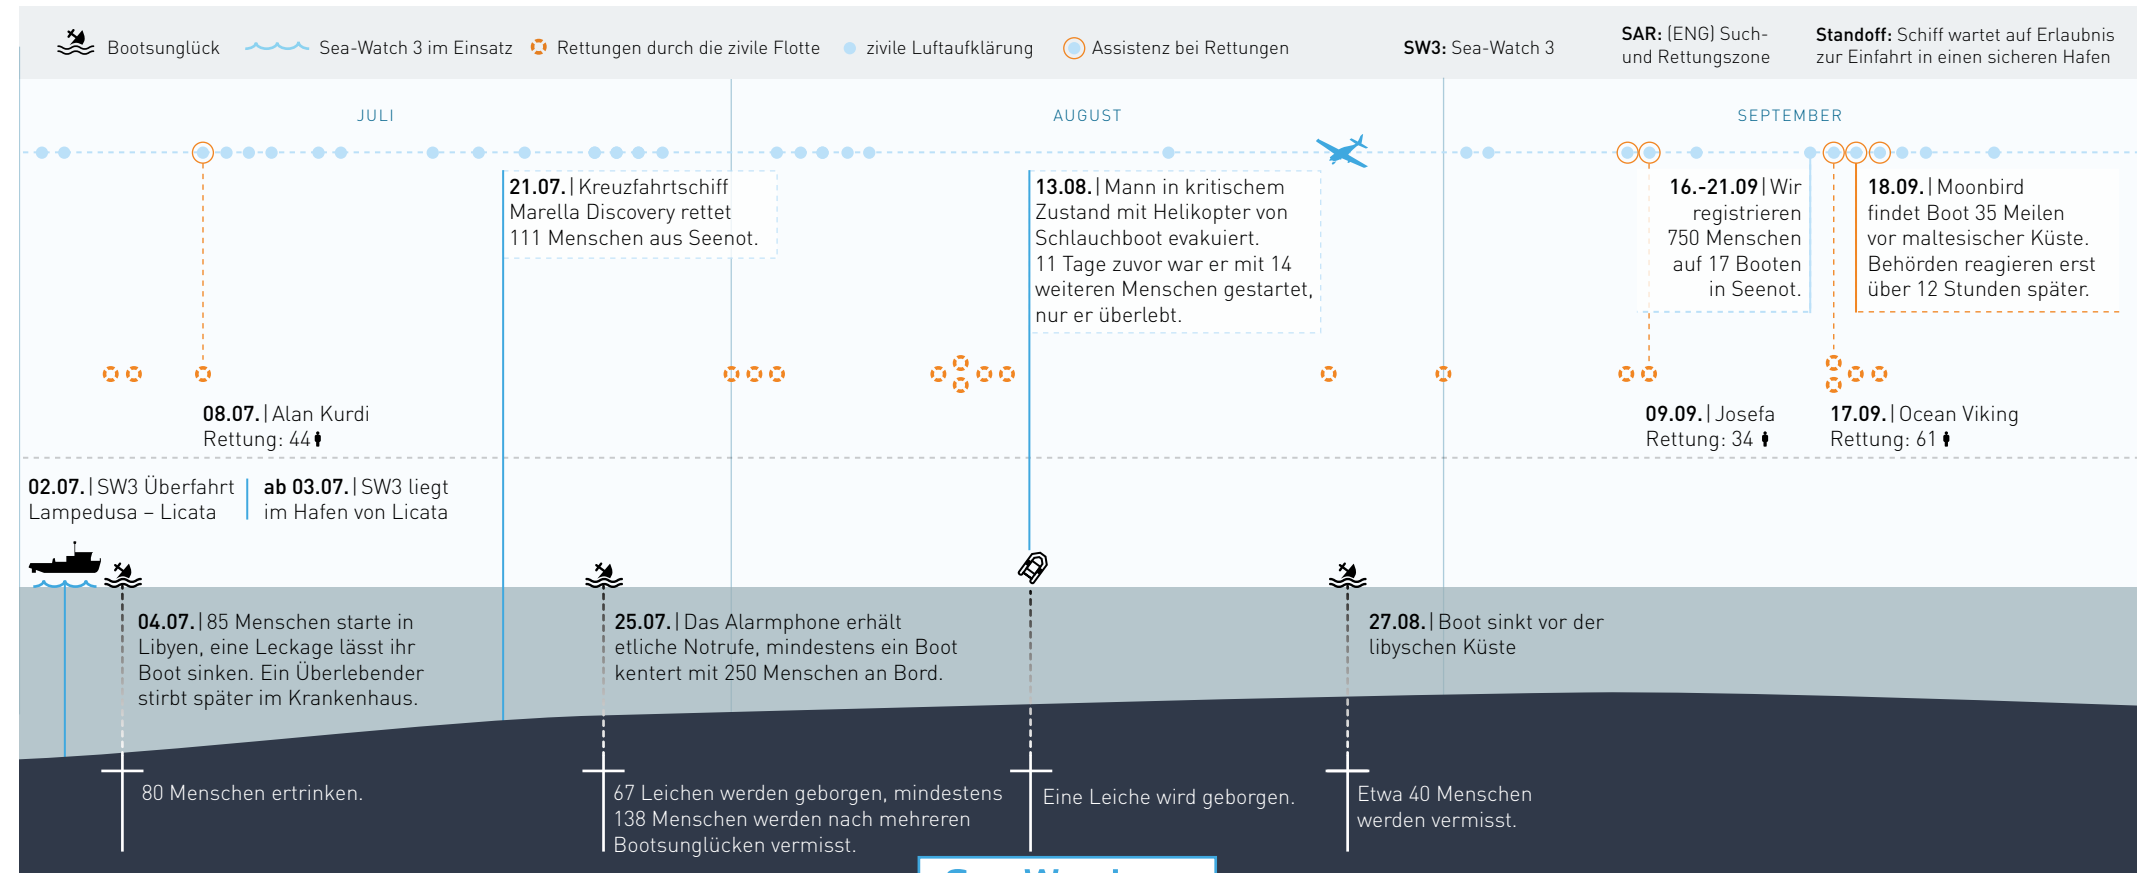 Bootsunglück
Sea-Watch 3 im Einsatz
Rettungen durch die zivile Flotte
zivile Luftaufklärung
Assistenz bei Rettungen
SW3: Sea-Watch 3
SAR: (ENG) Such-
und Rettungszone
Standoff: Schiff wartet auf Erlaubnis
zur Einfahrt in einen sicheren Hafen
JULI
AUGUST
SEPTEMBER
21.07. | Kreuzfahrtschiff
Marella Discovery rettet
111 Menschen aus Seenot.
13.08. | Mann in kritischem
Zustand mit Helikopter von
Schlauchboot evakuiert.
11 Tage zuvor war er mit 14
weiteren Menschen gestartet,
nur er überlebt.
16.-21.09 | Wir
registrieren
750 Menschen
auf 17 Booten
in Seenot.
18.09. | Moonbird
findet Boot 35 Meilen
vor maltesischer Küste.
Behörden reagieren erst
über 12 Stunden später.
08.07. | Alan Kurdi
Rettung: 44
09.09. | Josefa
Rettung: 34
17.09. | Ocean Viking
Rettung: 61
02.07. | SW3 Überfahrt
Lampedusa – Licata
ab 03.07. | SW3 liegt
im Hafen von Licata
04.07. | 85 Menschen starte in
Libyen, eine Leckage lässt ihr
Boot sinken. Ein Überlebender
stirbt später im Krankenhaus.
25.07. | Das Alarmphone erhält
etliche Notrufe, mindestens ein Boot
kentert mit 250 Menschen an Bord.
27.08. | Boot sinkt vor der
libyschen Küste
80 Menschen ertrinken.
67 Leichen werden geborgen, mindestens
138 Menschen werden nach mehreren
Bootsunglücken vermisst.
Eine Leiche wird geborgen.
Etwa 40 Menschen
werden vermisst.